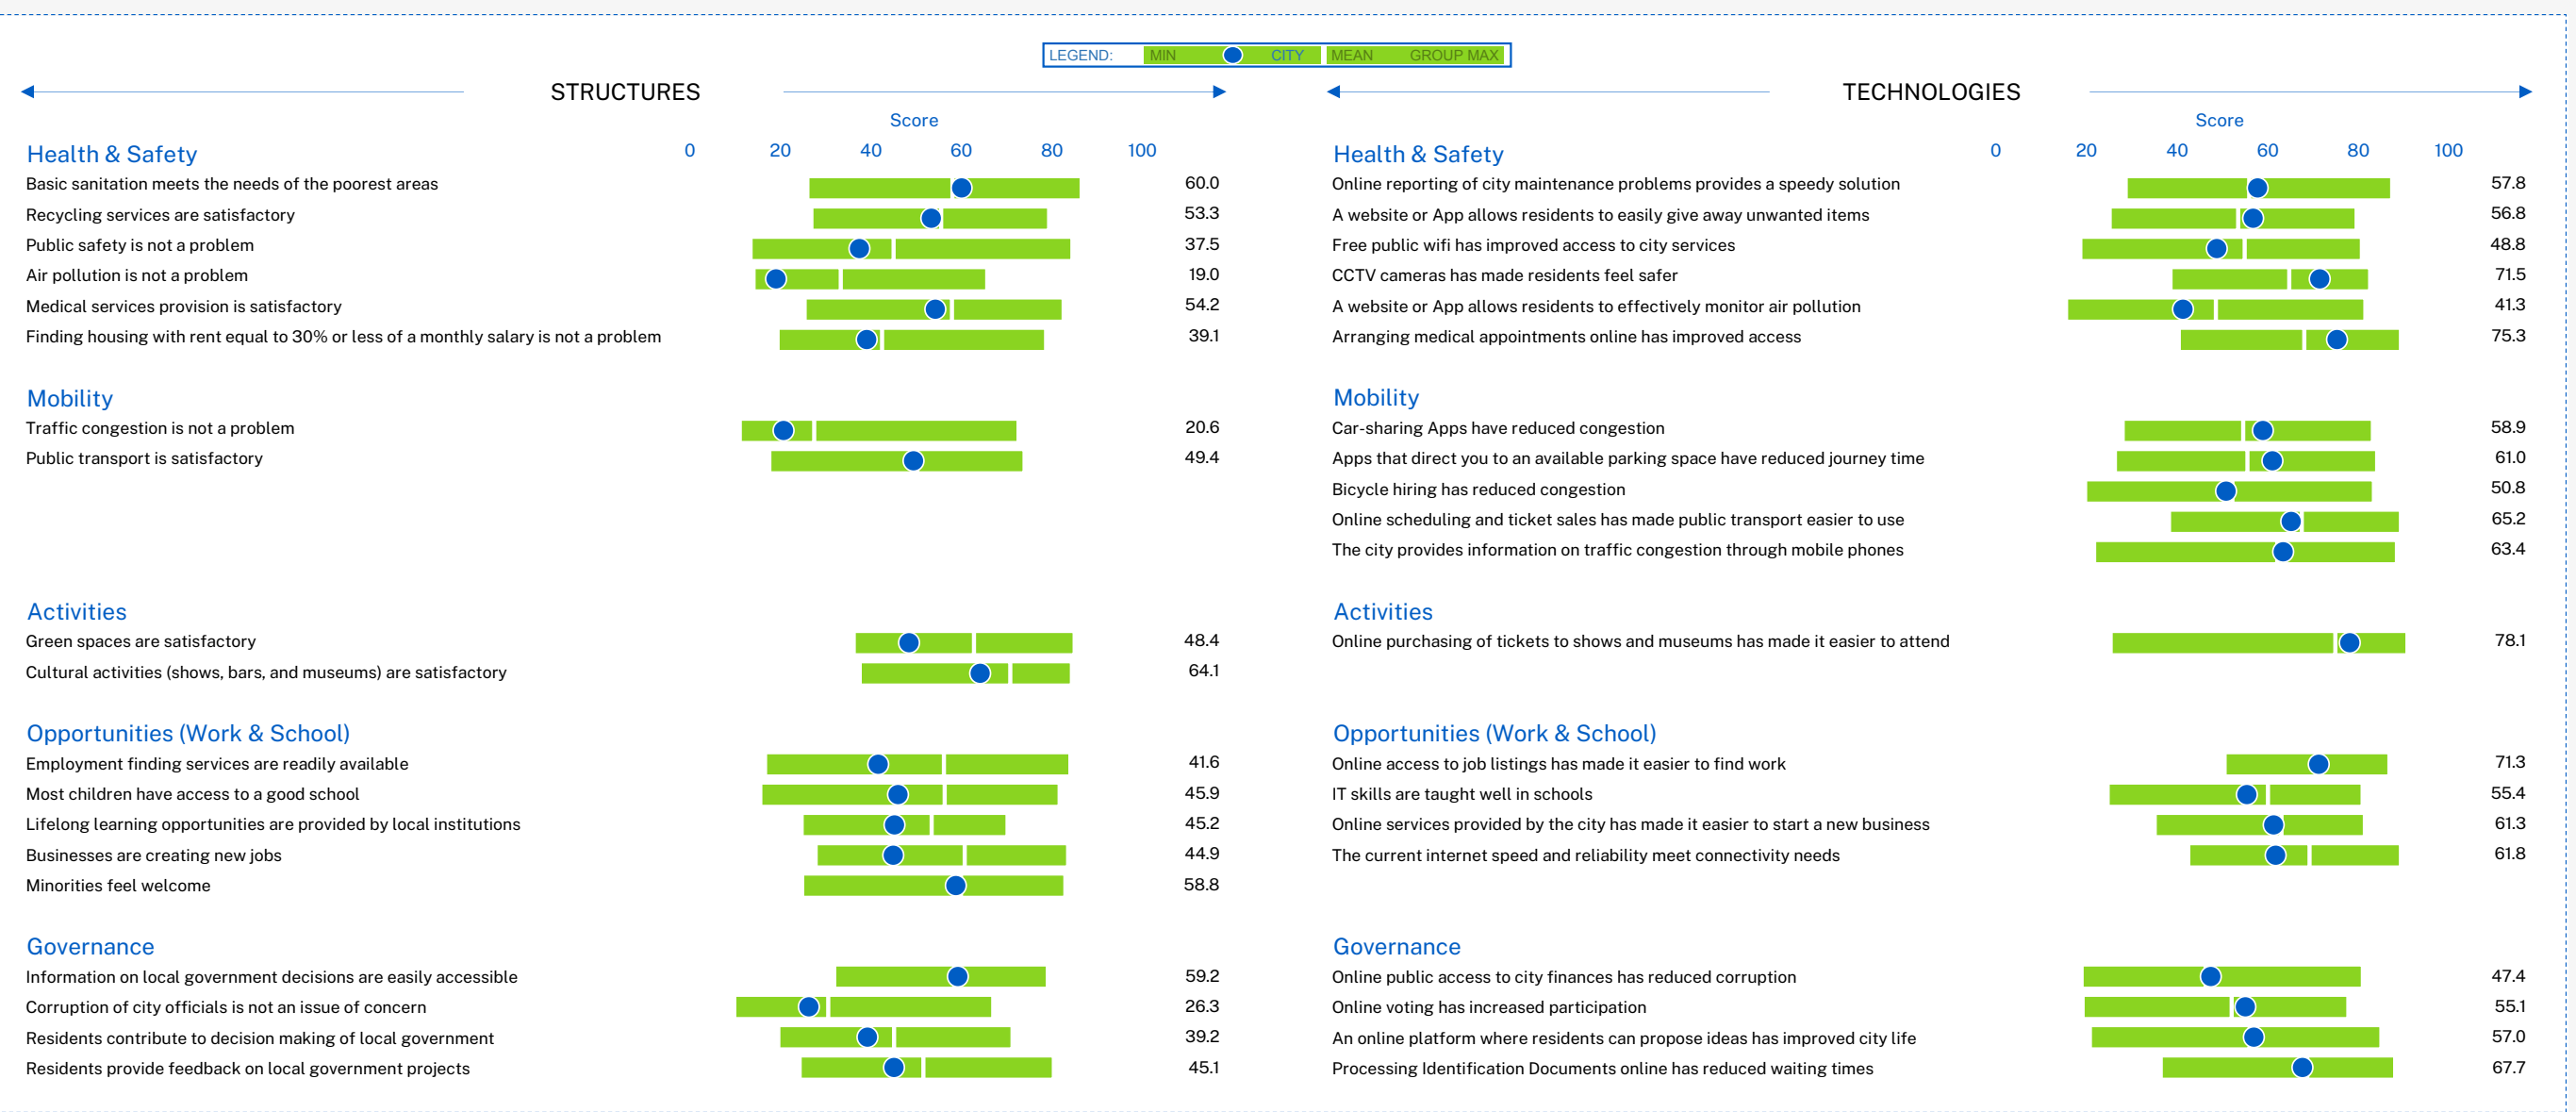 LEGEND: MIN CITY MEAN GROUP MAX
STRUCTURES
Score
Health & Safety 0 20 40 60 80 100
Basic sanitation meets the needs of the poorest areas 60.0
Recycling services are satisfactory 53.3
Public safety is not a problem 37.5
Air pollution is not a problem 19.0
Medical services provision is satisfactory 54.2
Finding housing with rent equal to 30% or less of a monthly salary is not a problem 39.1
Mobility
Traffic congestion is not a problem 20.6
Public transport is satisfactory 49.4
Activities
Green spaces are satisfactory 48.4
Cultural activities (shows, bars, and museums) are satisfactory 64.1
Opportunities (Work & School)
Employment finding services are readily available 41.6
Most children have access to a good school 45.9
Lifelong learning opportunities are provided by local institutions 45.2
Businesses are creating new jobs 44.9
Minorities feel welcome 58.8
Governance
Information on local government decisions are easily accessible 59.2
Corruption of city officials is not an issue of concern 26.3
Residents contribute to decision making of local government 39.2
Residents provide feedback on local government projects 45.1
TECHNOLOGIES
Score
Health & Safety 0 20 40 60 80 100
Online reporting of city maintenance problems provides a speedy solution 57.8
A website or App allows residents to easily give away unwanted items 56.8
Free public wifi has improved access to city services 48.8
CCTV cameras has made residents feel safer 71.5
A website or App allows residents to effectively monitor air pollution 41.3
Arranging medical appointments online has improved access 75.3
Mobility
Car-sharing Apps have reduced congestion 58.9
Apps that direct you to an available parking space have reduced journey time 61.0
Bicycle hiring has reduced congestion 50.8
Online scheduling and ticket sales has made public transport easier to use 65.2
The city provides information on traffic congestion through mobile phones 63.4
Activities
Online purchasing of tickets to shows and museums has made it easier to attend 78.1
Opportunities (Work & School)
Online access to job listings has made it easier to find work 71.3
IT skills are taught well in schools 55.4
Online services provided by the city has made it easier to start a new business 61.3
The current internet speed and reliability meet connectivity needs 61.8
Governance
Online public access to city finances has reduced corruption 47.4
Online voting has increased participation 55.1
An online platform where residents can propose ideas has improved city life 57.0
Processing Identification Documents online has reduced waiting times 67.7